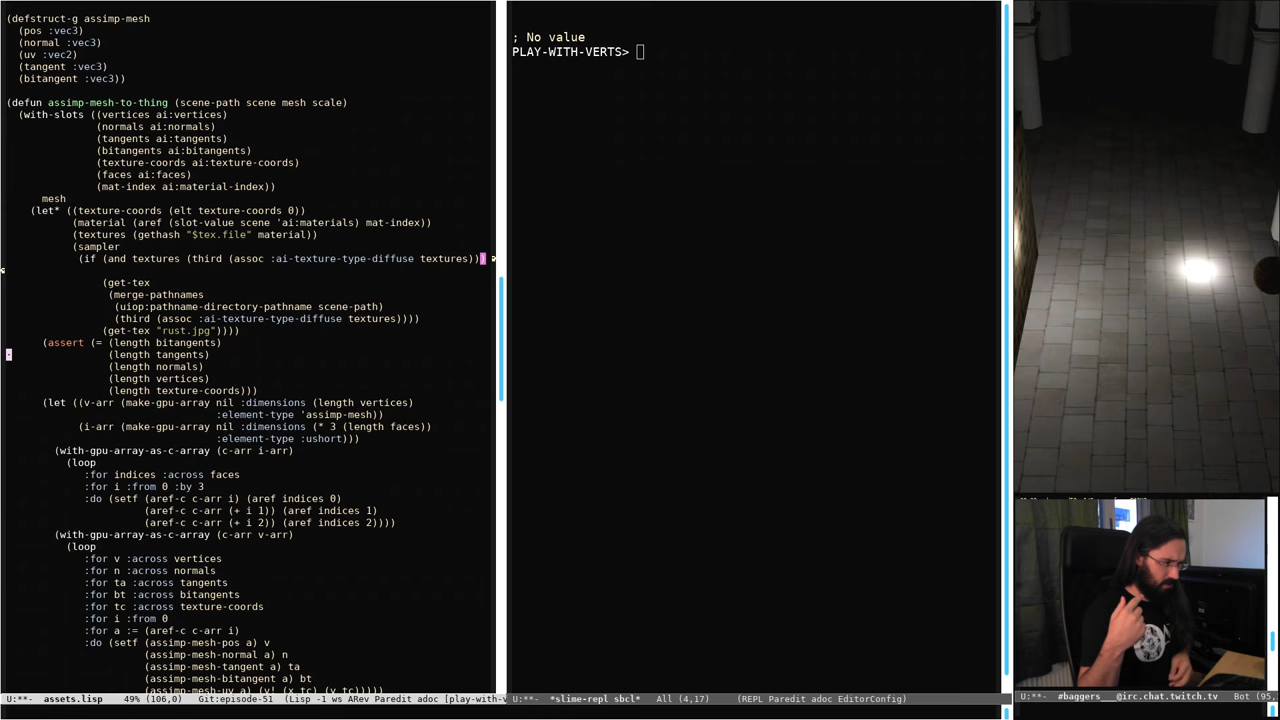 (defstruct-g assimp-mesh
  (pos :vec3)
  (normal :vec3)
  (uv :vec2)
  (tangent :vec3)
  (bitangent :vec3))
(defun assimp-mesh-to-thing (scene-path scene mesh scale)
  (with-slots ((vertices ai:vertices)
               (normals ai:normals)
               (tangents ai:tangents)
               (bitangents ai:bitangents)
               (texture-coords ai:texture-coords)
               (faces ai:faces)
               (mat-index ai:material-index))
      mesh
    (let* ((texture-coords (elt texture-coords 0))
           (material (aref (slot-value scene 'ai:materials) mat-index))
           (textures (gethash "$tex.file" material))
           (sampler
            (if (and textures (third (assoc :ai-texture-type-diffuse textures)))
                (get-tex
                 (merge-pathnames
                  (uiop:pathname-directory-pathname scene-path)
                  (third (assoc :ai-texture-type-diffuse textures))))
                (get-tex "rust.jpg"))))
      (assert (= (length bitangents)
                 (length tangents)
                 (length normals)
                 (length vertices)
                 (length texture-coords)))
      (let ((v-arr (make-gpu-array nil :dimensions (length vertices)
                                   :element-type 'assimp-mesh))
            (i-arr (make-gpu-array nil :dimensions (* 3 (length faces))
                                   :element-type :ushort)))
        (with-gpu-array-as-c-array (c-arr i-arr)
          (loop
             :for indices :across faces
             :for i :from 0 :by 3
             :do (setf (aref-c c-arr i) (aref indices 0)
                       (aref-c c-arr (+ i 1)) (aref indices 1)
                       (aref-c c-arr (+ i 2)) (aref indices 2))))
        (with-gpu-array-as-c-array (c-arr v-arr)
          (loop
             :for v :across vertices
             :for n :across normals
             :for ta :across tangents
             :for bt :across bitangents
             :for tc :across texture-coords
             :for i :from 0
             :for a := (aref-c c-arr i)
             :do (setf (assimp-mesh-pos a) v
                       (assimp-mesh-normal a) n
                       (assimp-mesh-tangent a) ta
                       (assimp-mesh-bitangent a) bt
                       (assimp-mesh-uv a) (v! (x tc) (y tc)))))
U:**-  assets.lisp    49% (106,0)    Git:episode-51  (Lisp -1 ws ARev Paredit adoc [play-with-v
; No value
PLAY-WITH-VERTS>
U:**-  *slime-repl sbcl*   All (4,17)     (REPL Paredit adoc EditorConfig)
U:**-  #baggers___@irc.chat.twitch.tv   Bot (95,